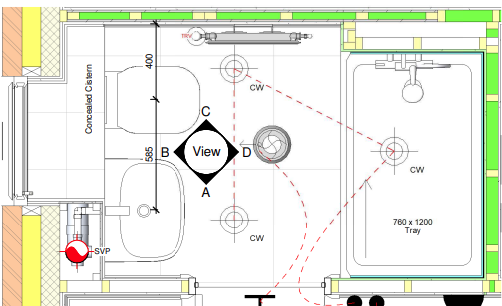 TRV
400
Concealed Cistern
CW
C
B
View
D
A
585
CW
760 x 1200
Tray
SVP
CW